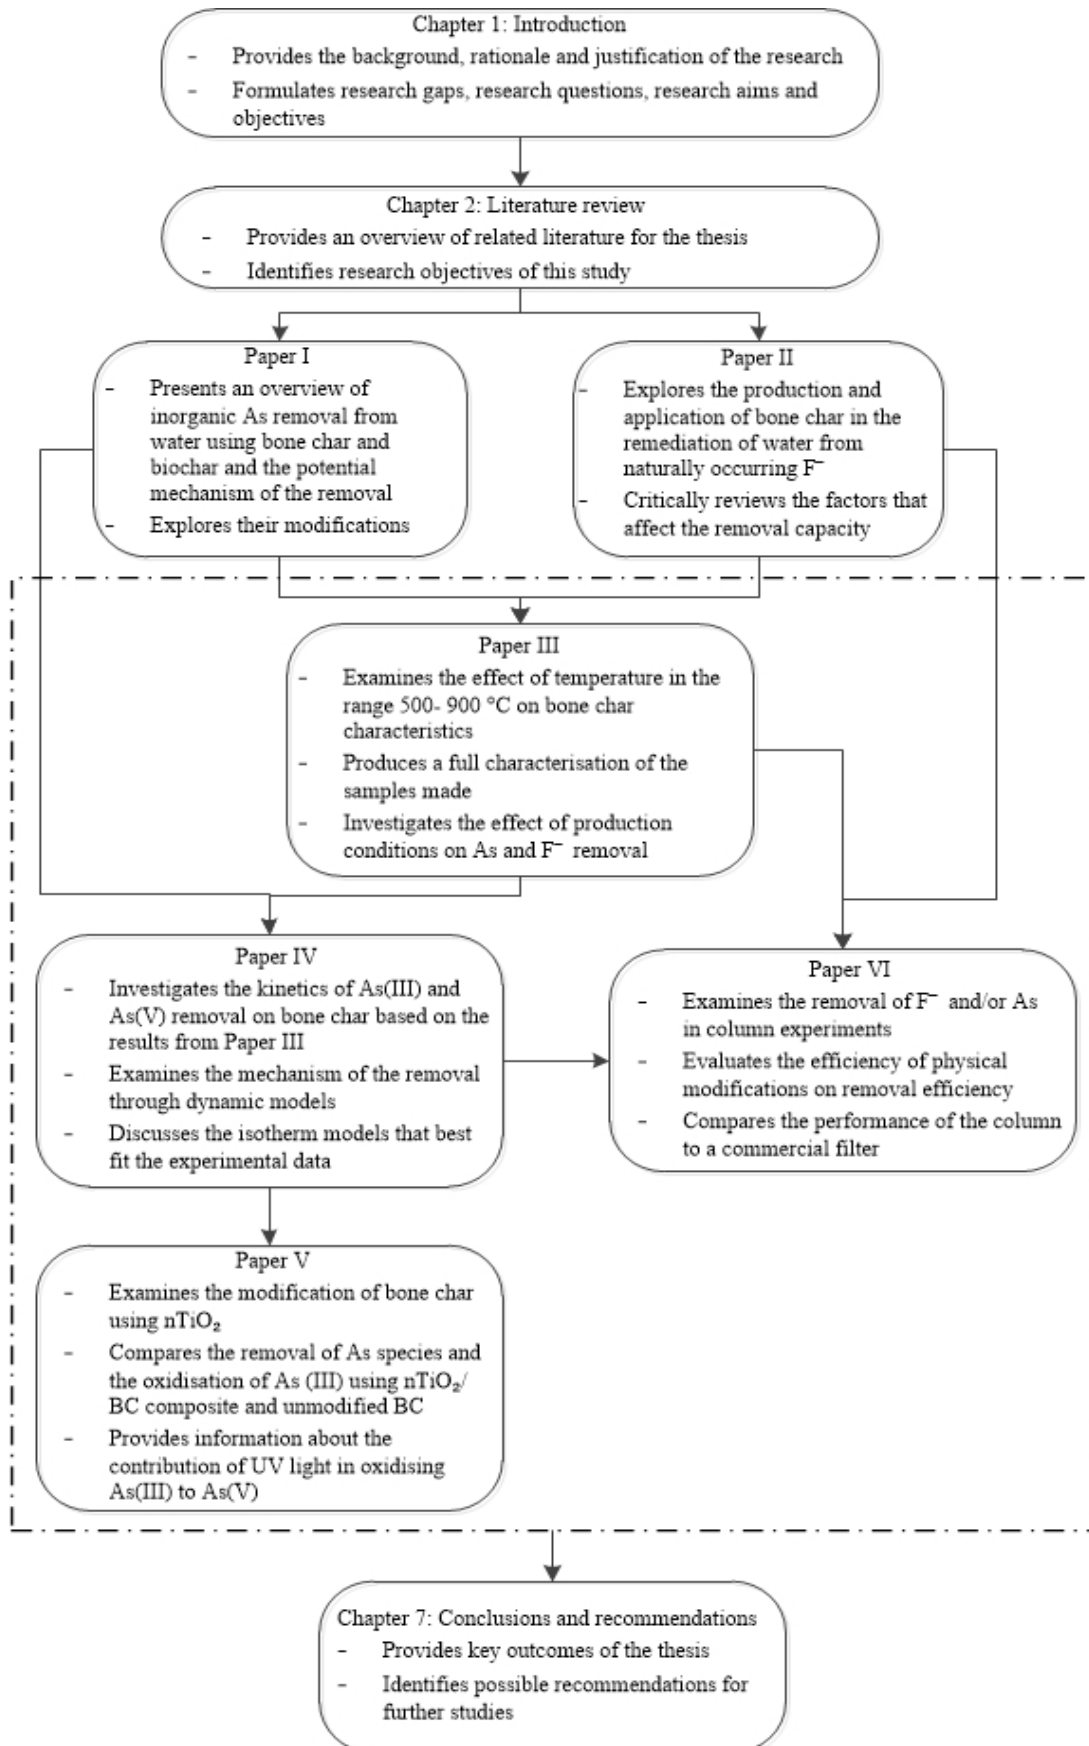 Chapter 1: Introduction
- Provides the background, rationale and justification of the research
- Formulates research gaps, research questions, research aims and
objectives
Chapter 2: Literature review
- Provides an overview of related literature for the thesis
- Identifies research objectives of this study
Paper I
- Presents an overview of
inorganic As removal from
water using bone char and
biochar and the potential
mechanism of the removal
- Explores their modifications
Paper II
- Explores the production and
application of bone char in the
remediation of water from
naturally occurring F⁻
- Critically reviews the factors that
affect the removal capacity
Paper III
- Examines the effect of temperature in the
range 500- 900 °C on bone char
characteristics
- Produces a full characterisation of the
samples made
- Investigates the effect of production
conditions on As and F⁻ removal
Paper IV
- Investigates the kinetics of As(III) and
As(V) removal on bone char based on the
results from Paper III
- Examines the mechanism of the removal
through dynamic models
- Discusses the isotherm models that best
fit the experimental data
Paper VI
- Examines the removal of F⁻ and/or As
in column experiments
- Evaluates the efficiency of physical
modifications on removal efficiency
- Compares the performance of the column
to a commercial filter
Paper V
- Examines the modification of bone char
using nTiO₂
- Compares the removal of As species and
the oxidisation of As (III) using nTiO₂/
BC composite and unmodified BC
- Provides information about the
contribution of UV light in oxidising
As(III) to As(V)
Chapter 7: Conclusions and recommendations
- Provides key outcomes of the thesis
- Identifies possible recommendations for
further studies